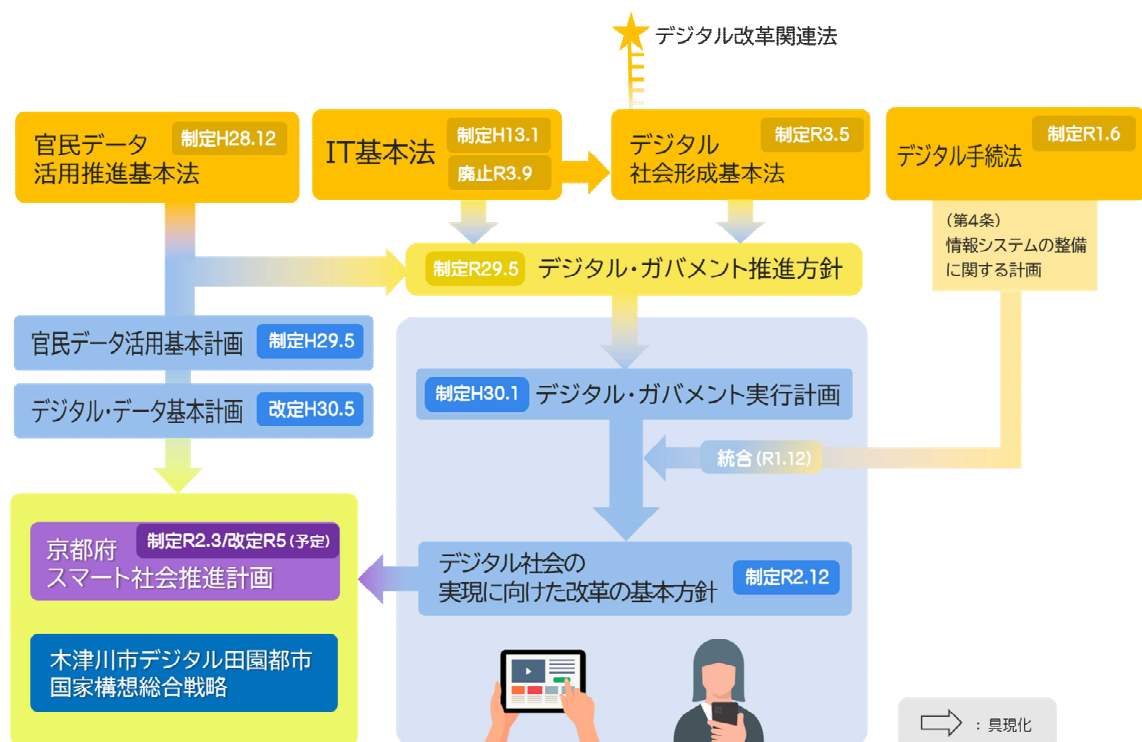 デジタル改革関連法
官民データ
活用推進基本法
制定H28.12
IT基本法
制定H13.1
廃止R3.9
デジタル
社会形成基本法
制定R3.5
デジタル手続法
制定R1.6
(第4条)
情報システムの整備
に関する計画
制定R29.5
デジタル・ガバメント推進方針
官民データ活用基本計画
制定H29.5
デジタル・データ基本計画
改定H30.5
制定H30.1
デジタル・ガバメント実行計画
統合(R1.12)
京都府
スマート社会推進計画
制定R2.3/改定R5(予定)
デジタル社会の
実現に向けた改革の基本方針
制定R2.12
木津川市デジタル田園都市
国家構想総合戦略
：具現化